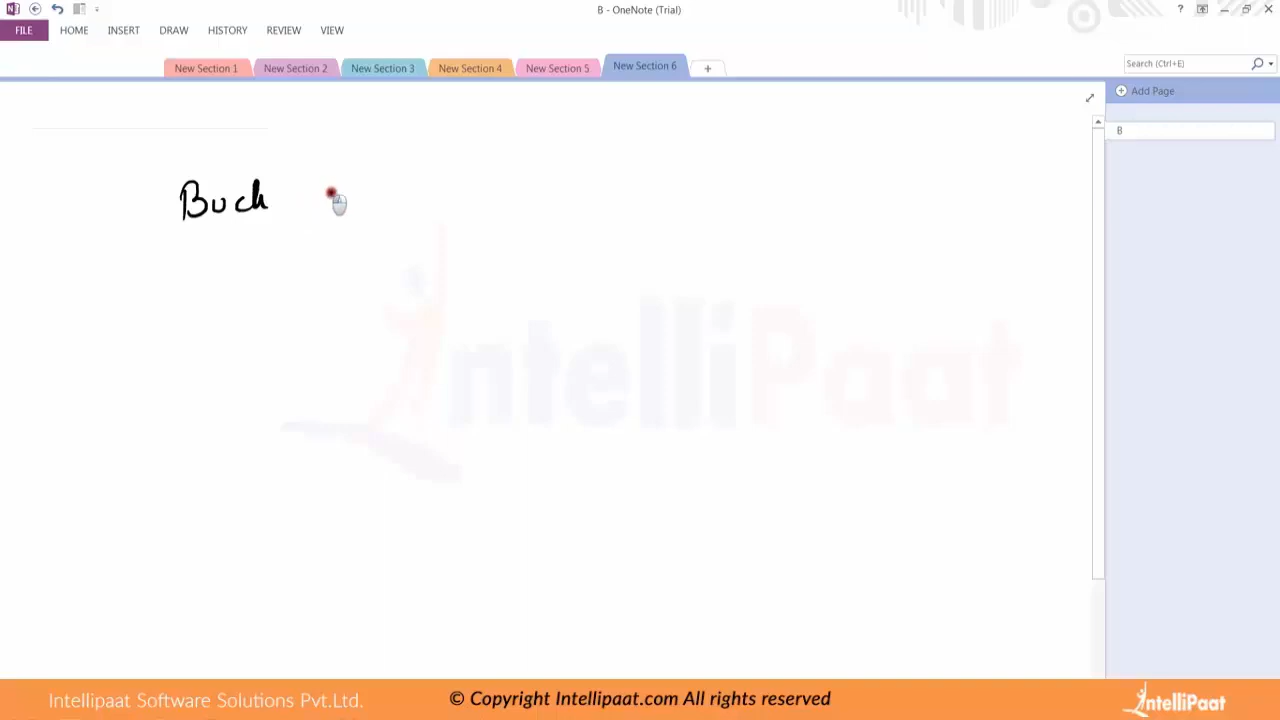 B - OneNote (Trial)
?
FILE HOME INSERT DRAW HISTORY REVIEW VIEW
New Section 1 New Section 2 New Section 3 New Section 4 New Section 5 New Section 6 +
Search (Ctrl+E)
Add Page
B
Buch
IntelliPaat
Intellipaat Software Solutions Pvt.Ltd.
© Copyright Intellipaat.com All rights reserved
IntelliPaat